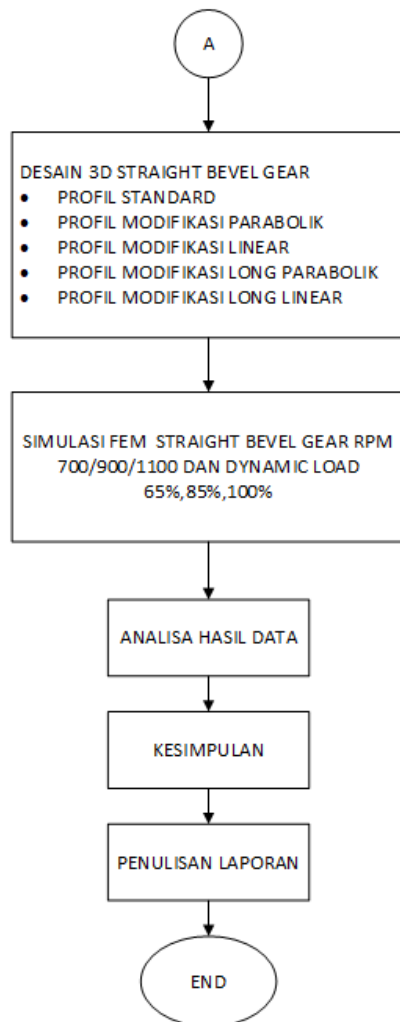 A
DESAIN 3D STRAIGHT BEVEL GEAR
• PROFIL STANDARD
• PROFIL MODIFIKASI PARABOLIK
• PROFIL MODIFIKASI LINEAR
• PROFIL MODIFIKASI LONG PARABOLIK
• PROFIL MODIFIKASI LONG LINEAR
SIMULASI FEM STRAIGHT BEVEL GEAR RPM
700/900/1100 DAN DYNAMIC LOAD
65%,85%,100%
ANALISA HASIL DATA
KESIMPULAN
PENULISAN LAPORAN
END